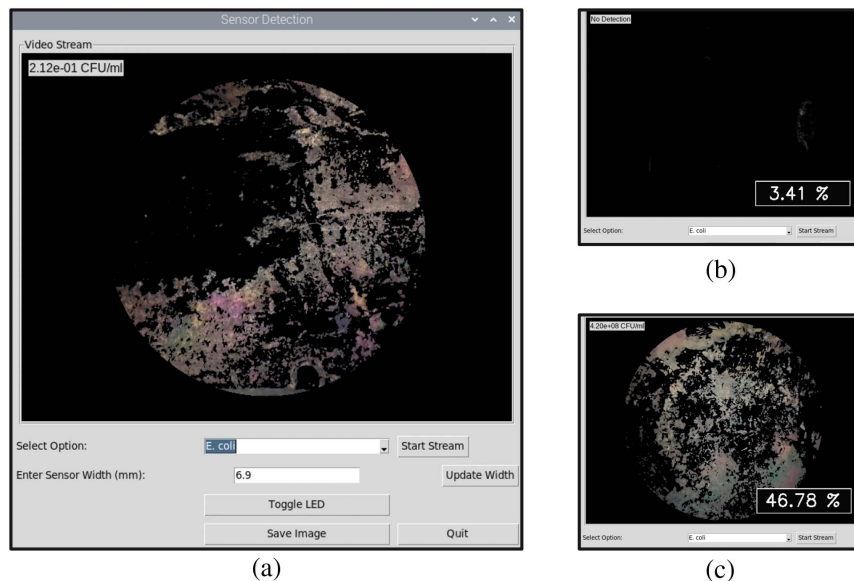 Sensor Detection
Video Stream
2.12e-01 CFU/ml
Select Option:
E. coli
Start Stream
Enter Sensor Width (mm):
6.9
Update Width
Toggle LED
Save Image
Quit
(a)
No Detection
3.41 %
Select Option:
E. coli
Start Stream
(b)
4.20e+08 CFU/ml
46.78 %
Select Option:
E. coli
Start Stream
(c)